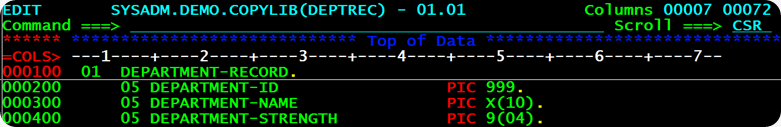 EDIT       SYSADM.DEMO.COPYLIB(DEPTREC) - 01.01                  Columns 00007 00072
Command ===>                                                  Scroll ===> CSR
****** ***************************** Top of Data ******************************
=COLS> ---1----+----2----+----3----+----4----+----5----+----6----+----7--
000100  01  DEPARTMENT-RECORD.
000200      05 DEPARTMENT-ID                 PIC 999.
000300      05 DEPARTMENT-NAME               PIC X(10).
000400      05 DEPARTMENT-STRENGTH           PIC 9(04).